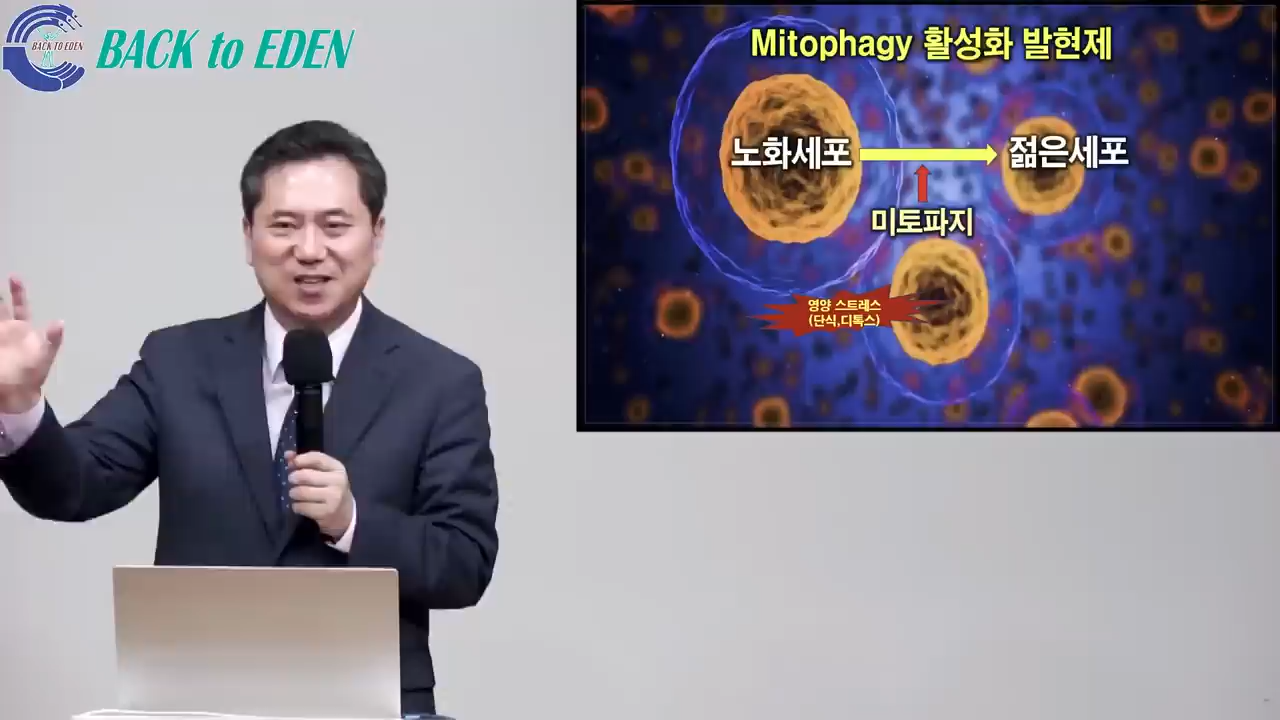 BACK TO EDEN
BACK to EDEN
Mitophagy 활성화 발현제
노화세포
젊은세포
미토파지
영양 스트레스
(단식,디톡스)